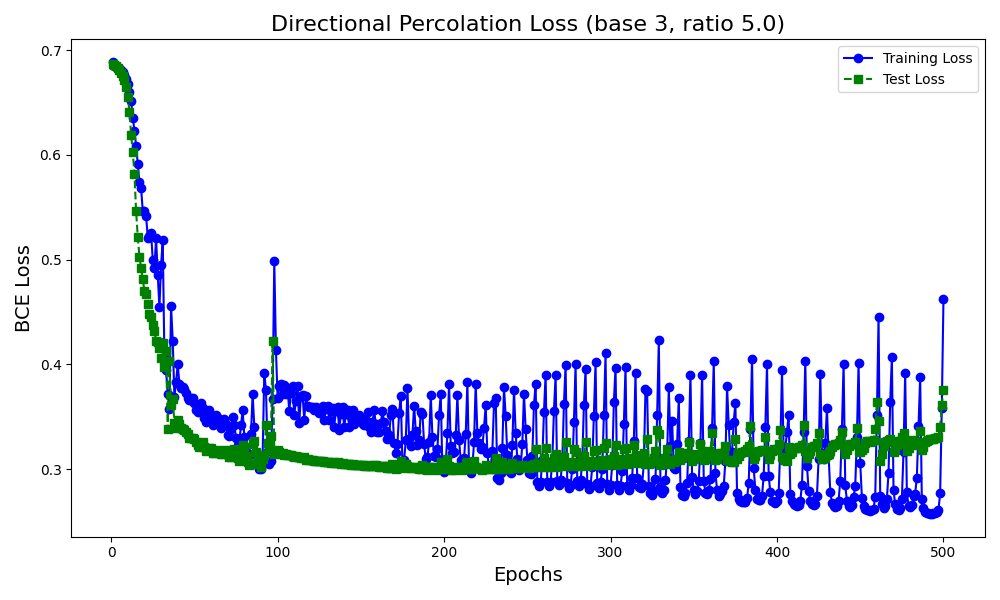 Directional Percolation Loss (base 3, ratio 5.0)
Training Loss
Test Loss
BCE Loss
0.7
0.6
0.5
0.4
0.3
0
100
200
300
400
500
Epochs